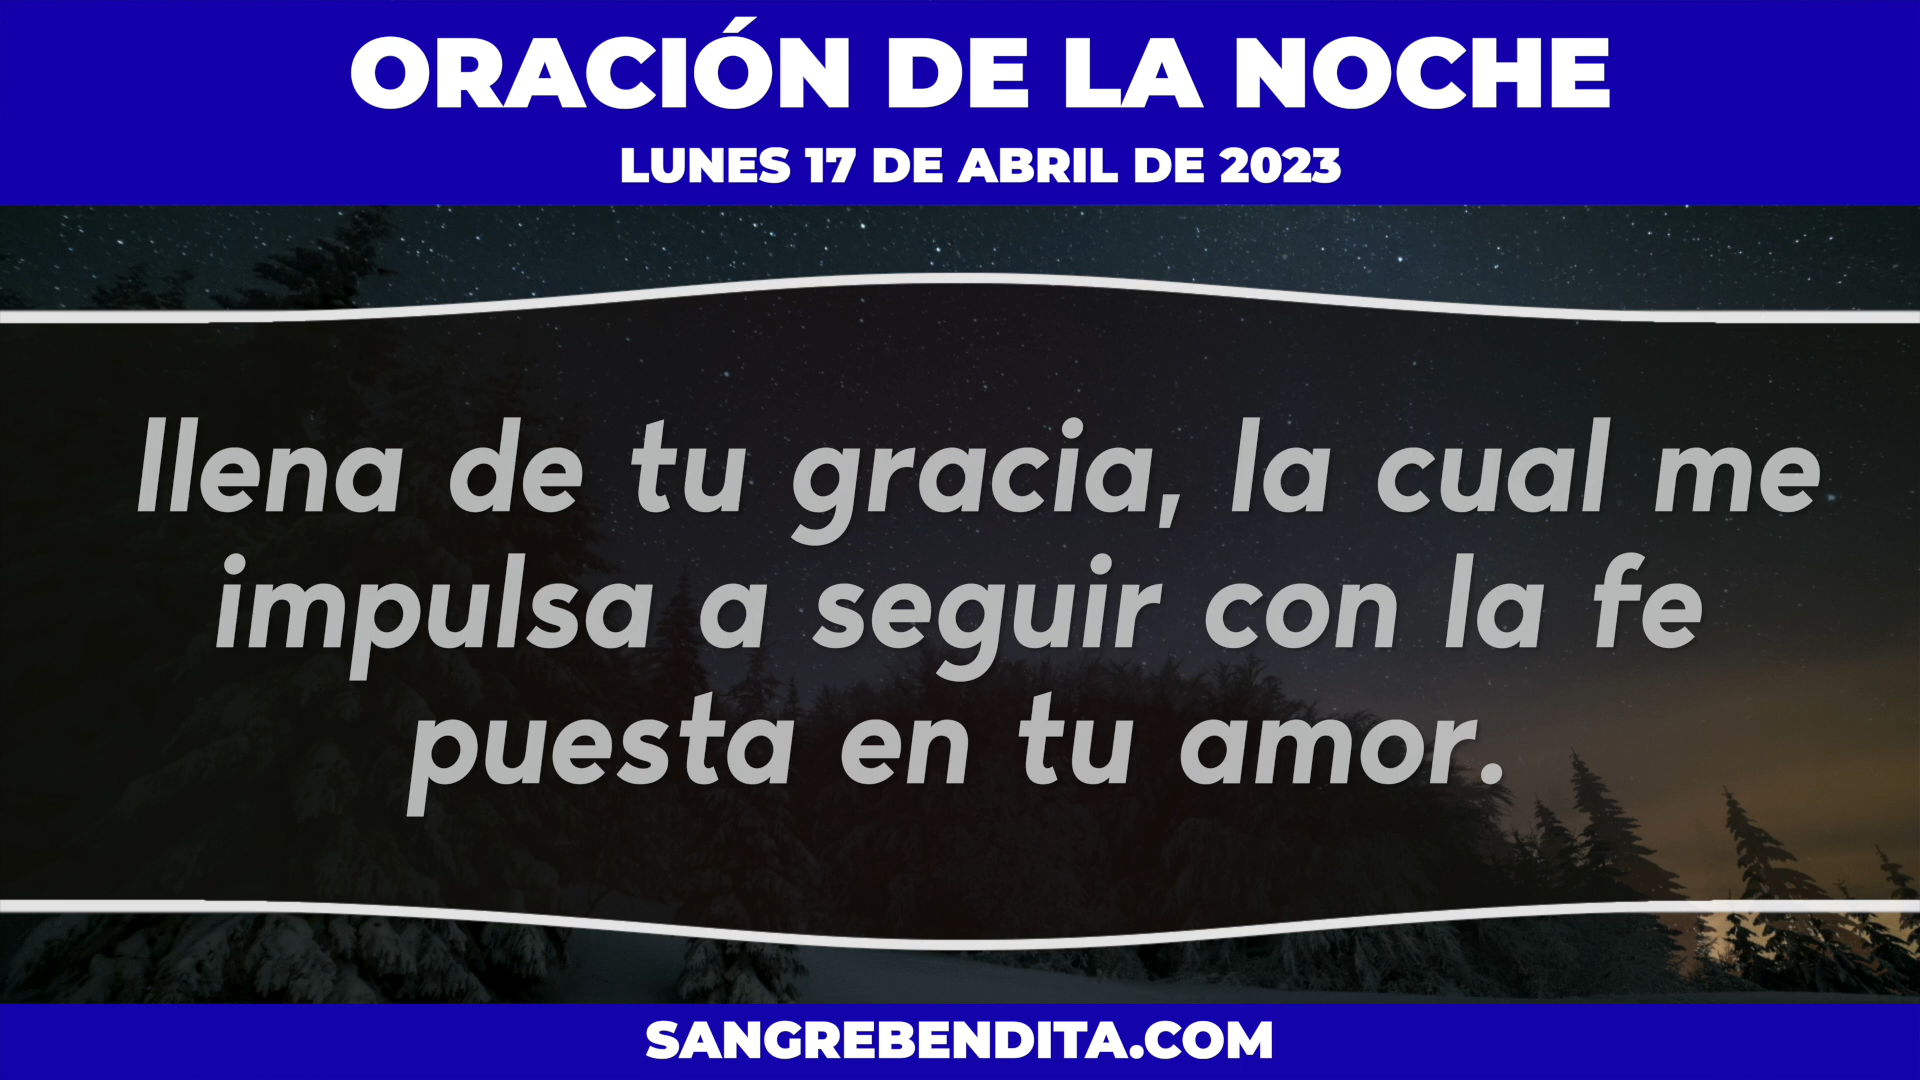 ORACIÓN DE LA NOCHE
LUNES 17 DE ABRIL DE 2023
llena de tu gracia, la cual me
impulsa a seguir con la fe
puesta en tu amor.
SANGREBENDITA.COM